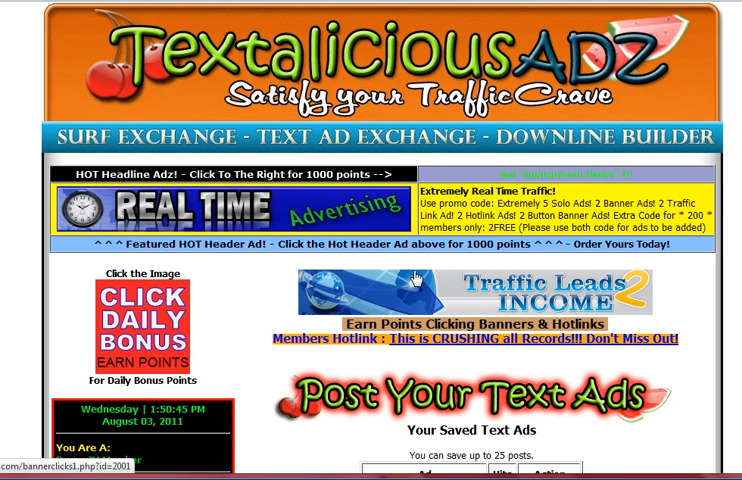 TextaliciousADZ
Satisfy your Traffic Crave
SURF EXCHANGE - TEXT AD EXCHANGE - DOWNLINE BUILDER
HOT Headline Adz! - Click To The Right for 1000 points -->
REAL TIME Advertising
Extremely Real Time Traffic!
Use promo code: Extremely 5 Solo Ads! 2 Banner Ads! 2 Traffic
Link Ad! 2 Hotlink Ads! 2 Button Banner Ads! Extra Code for * 200 *
members only: 2FREE (Please use both code for ads to be added)
^ ^ ^ Featured HOT Header Ad! - Click the Hot Header Ad above for 1000 points ^ ^ ^ - Order Yours Today!
Click the Image
CLICK
DAILY
BONUS
EARN POINTS
For Daily Bonus Points
Traffic Leads 2
INCOME
Earn Points Clicking Banners & Hotlinks
Members Hotlink : This is CRUSHING all Records!!! Don't Miss Out!
Post Your Text Ads
Your Saved Text Ads
You can save up to 25 posts.
Wednesday | 1:50:45 PM
August 03, 2011
You Are A:
.com/bannerclicks1.php?id=2001
Ad Hits Action